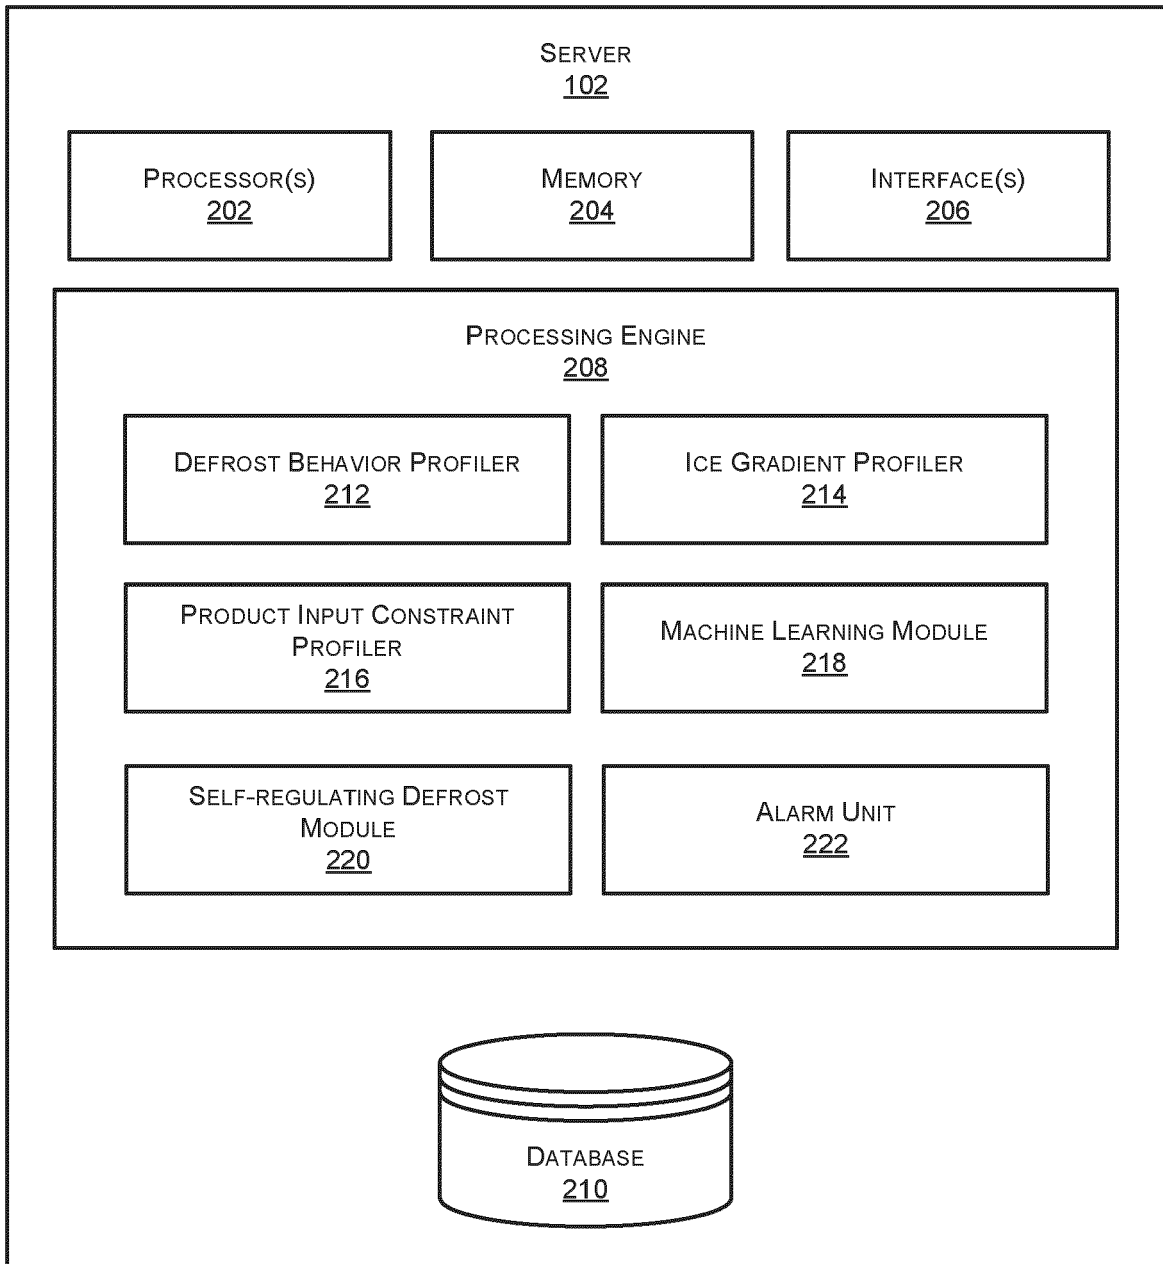 SERVER
102
PROCESSOR(S)
202
MEMORY
204
INTERFACE(S)
206
PROCESSING ENGINE
208
DEFROST BEHAVIOR PROFILER
212
ICE GRADIENT PROFILER
214
PRODUCT INPUT CONSTRAINT
PROFILER
216
MACHINE LEARNING MODULE
218
SELF-REGULATING DEFROST
MODULE
220
ALARM UNIT
222
DATABASE
210